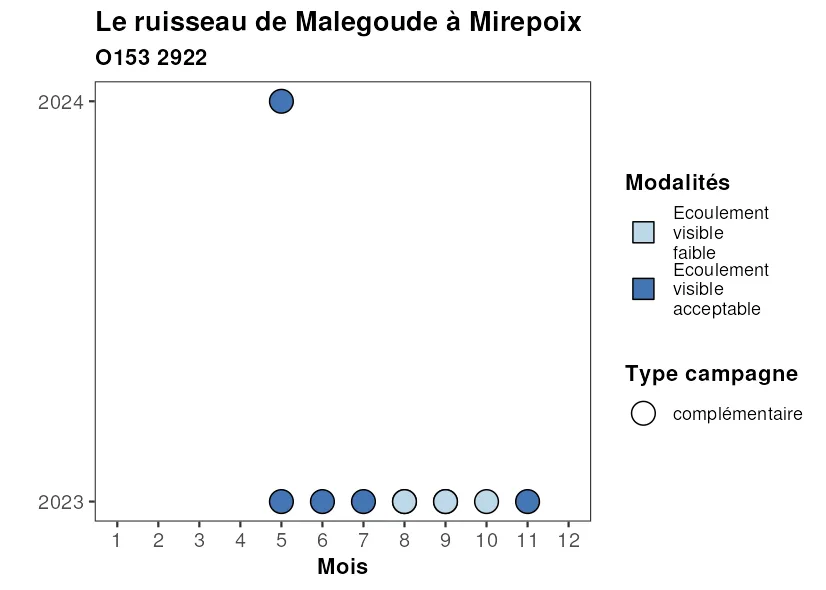 Le ruisseau de Malegoude à Mirepoix
O153 2922
2024
2023
1 2 3 4 5 6 7 8 9 10 11 12
Mois
Modalités
Ecoulement
visible
faible
Ecoulement
visible
acceptable
Type campagne
complémentaire